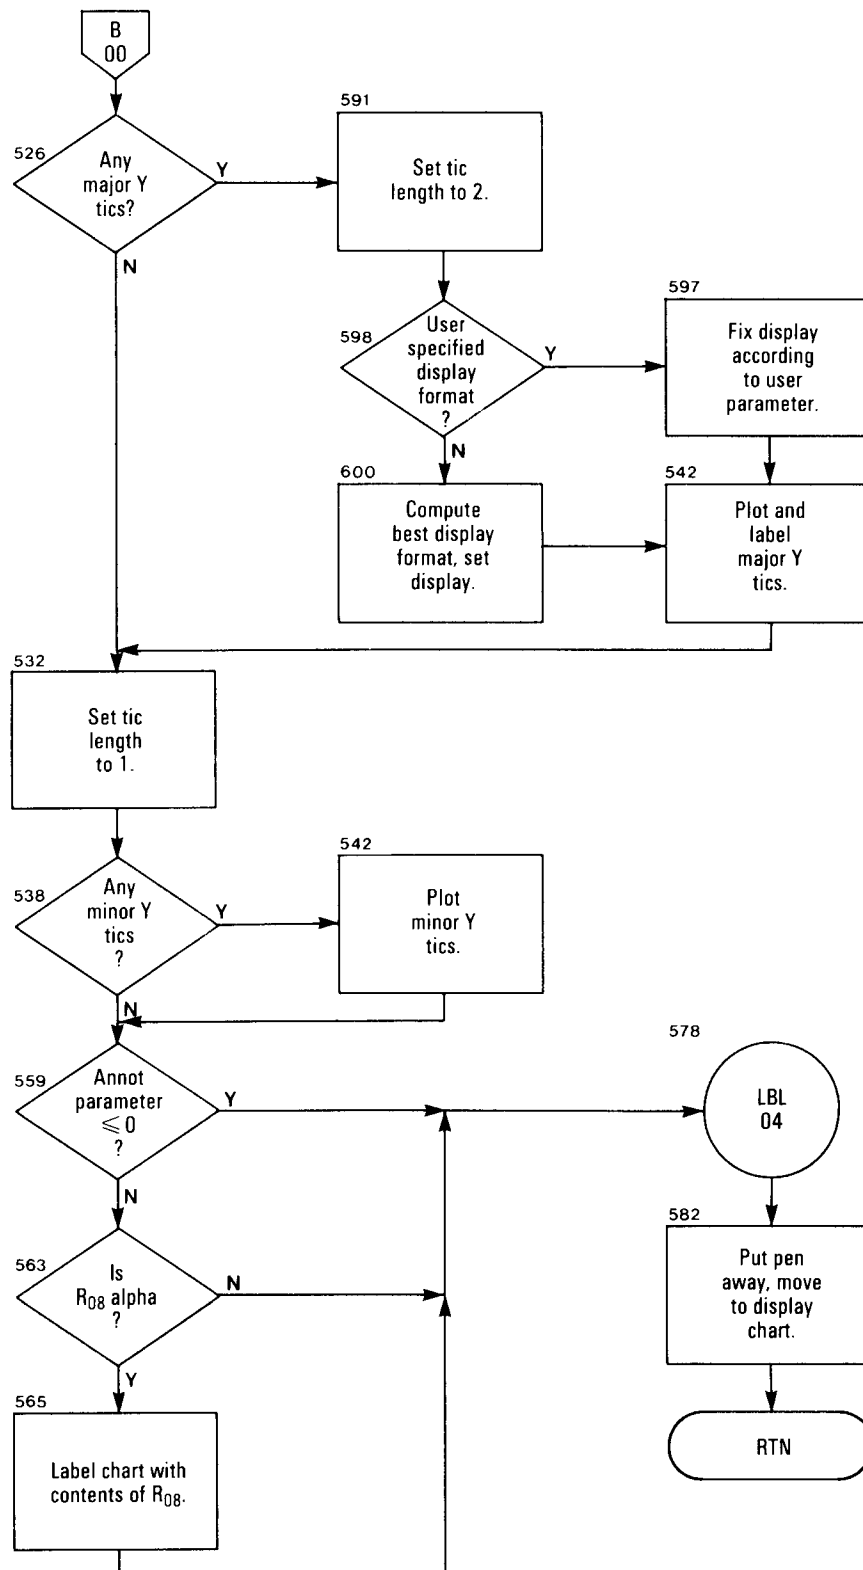 B
00
526
Any
major Y
tics?
Y
N
591
Set tic
length to 2.
598
User
specified
display
format
?
Y
N
597
Fix display
according
to user
parameter.
600
Compute
best display
format, set
display.
542
Plot and
label
major Y
tics.
532
Set tic
length
to 1.
538
Any
minor Y
tics
?
Y
N
542
Plot
minor Y
tics.
559
Annot
parameter
≤0
?
Y
N
578
LBL
04
563
Is
R08 alpha
?
N
Y
582
Put pen
away, move
to display
chart.
565
Label chart with
contents of R08.
RTN